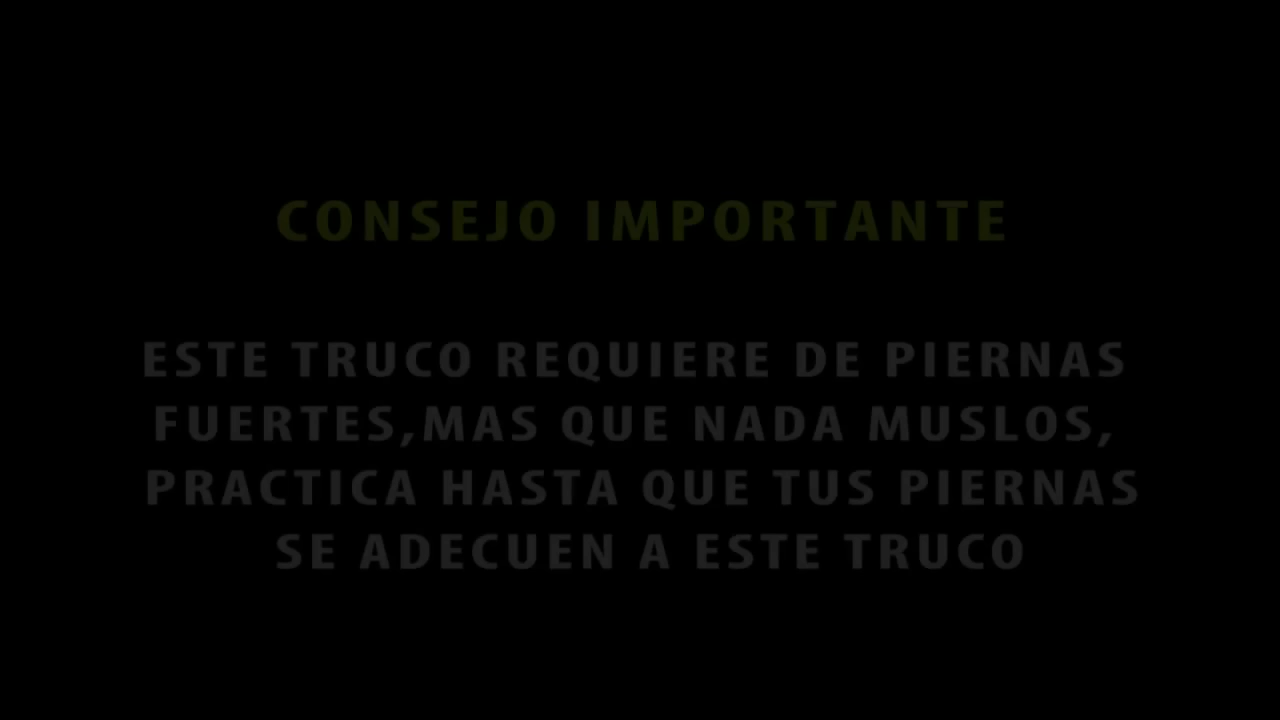 CONSEJO IMPORTANTE
ESTE TRUCO REQUIERE DE PIERNAS
FUERTES,MAS QUE NADA MUSLOS,
PRACTICA HASTA QUE TUS PIERNAS
SE ADECUEN A ESTE TRUCO